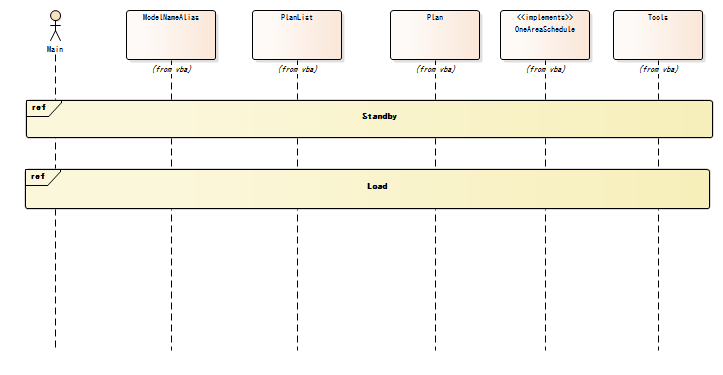 Main
ModelNameAlias
(from vba)
PlanList
(from vba)
Plan
(from vba)
<<implements>>
OneAreaSchedule
(from vba)
Tools
(from vba)
ref
Standby
ref
Load